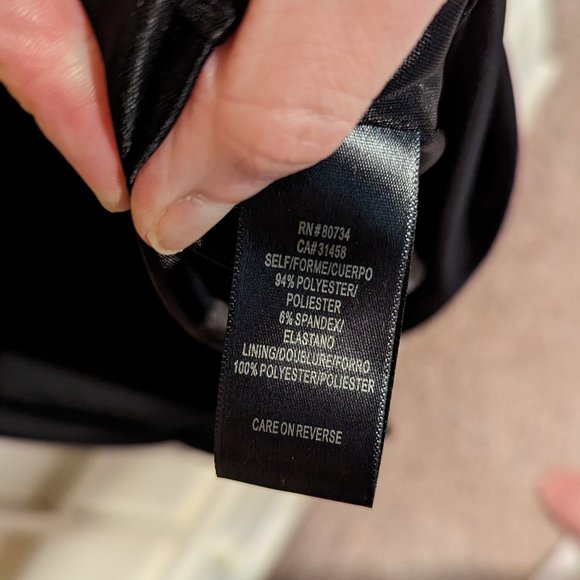 RN#80734
CA#31458
SELF/FORME/CUERPO
94% POLYESTER/
POLIESTER
6% SPANDEX/
ELASTANO
LINING/DOUBLURE/FORRO
100% POLYESTER/POLIESTER
CARE ON REVERSE